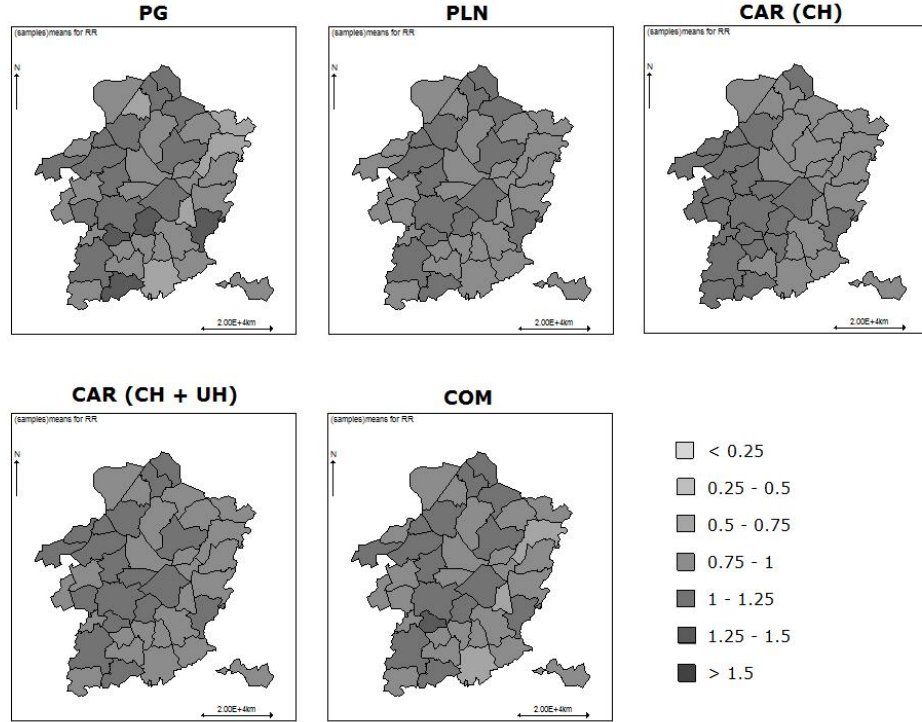 PG
PLN
CAR (CH)
(samples)means for RR
(samples)means for RR
(samples)means for RR
N
N
N
2.00E+4km
2.00E+4km
2.00E+4km
CAR (CH + UH)
COM
(samples)means for RR
(samples)means for RR
N
N
2.00E+4km
2.00E+4km
< 0.25
0.25 - 0.5
0.5 - 0.75
0.75 - 1
1 - 1.25
1.25 - 1.5
> 1.5